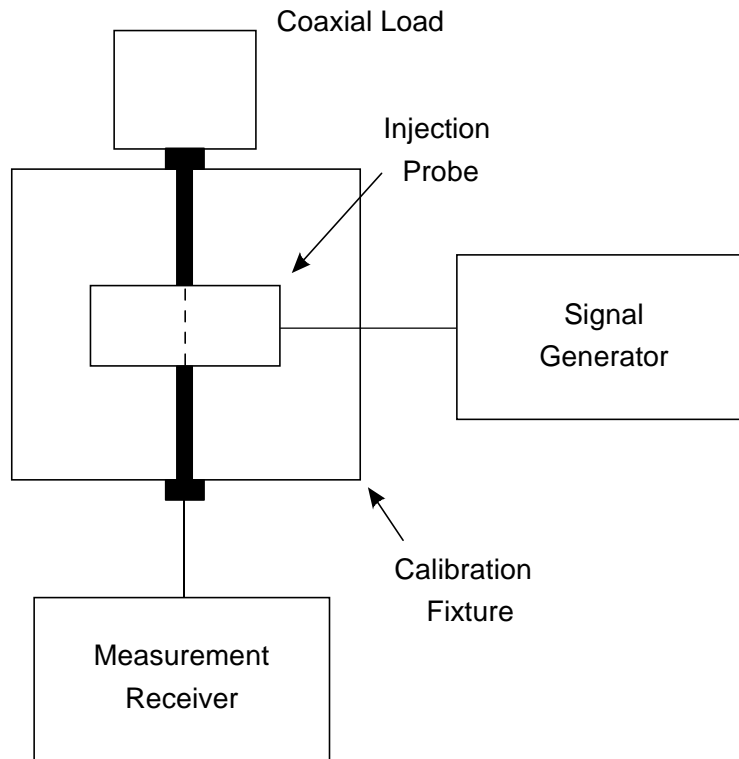 Coaxial Load
Injection
Probe
Signal
Generator
Calibration
Fixture
Measurement
Receiver